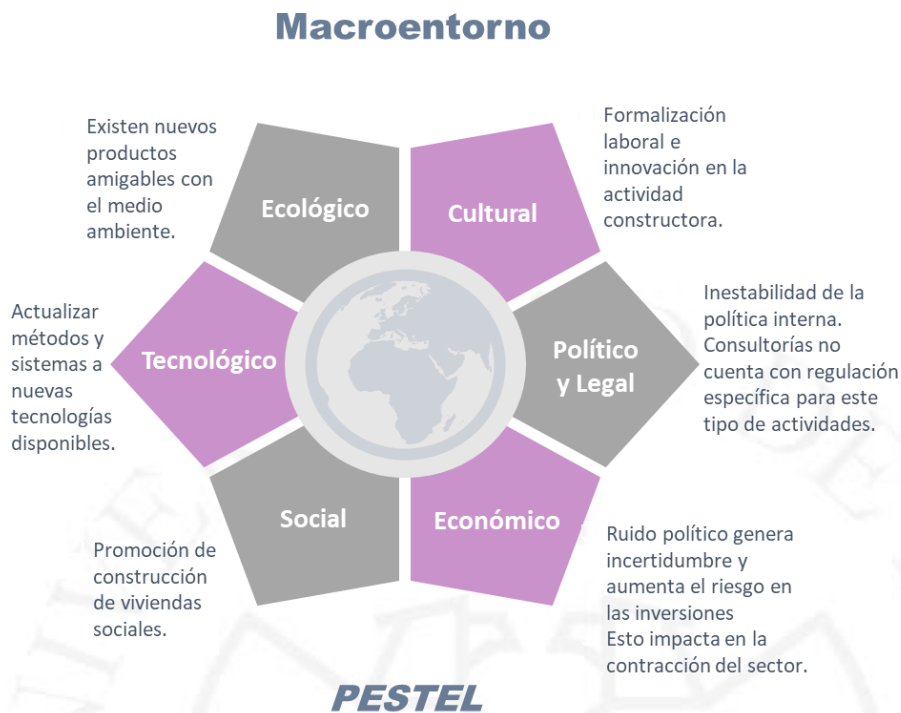 Macroentorno
Existen nuevos
productos
amigables con
el medio
ambiente.
Ecológico
Cultural
Formalización
laboral e
innovación en la
actividad
constructora.
Actualizar
métodos y
sistemas a
nuevas
tecnologías
disponibles.
Tecnológico
Político
y Legal
Inestabilidad de la
política interna.
Consultorías no
cuenta con regulación
específica para este
tipo de actividades.
Social
Económico
Promoción de
construcción
de viviendas
sociales.
Ruido político genera
incertidumbre y
aumenta el riesgo en
las inversiones
Esto impacta en la
contracción del sector.
PESTEL